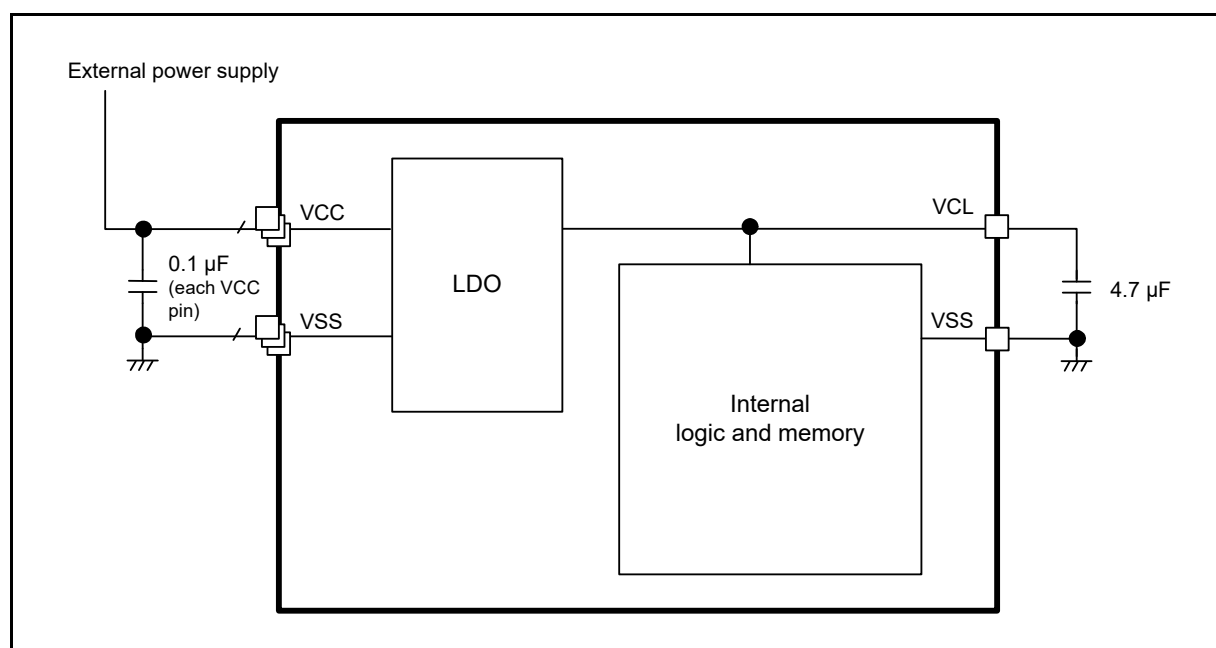 External power supply
VCC
VCL
0.1 µF
(each VCC
pin)
LDO
4.7 µF
VSS
VSS
Internal
logic and memory